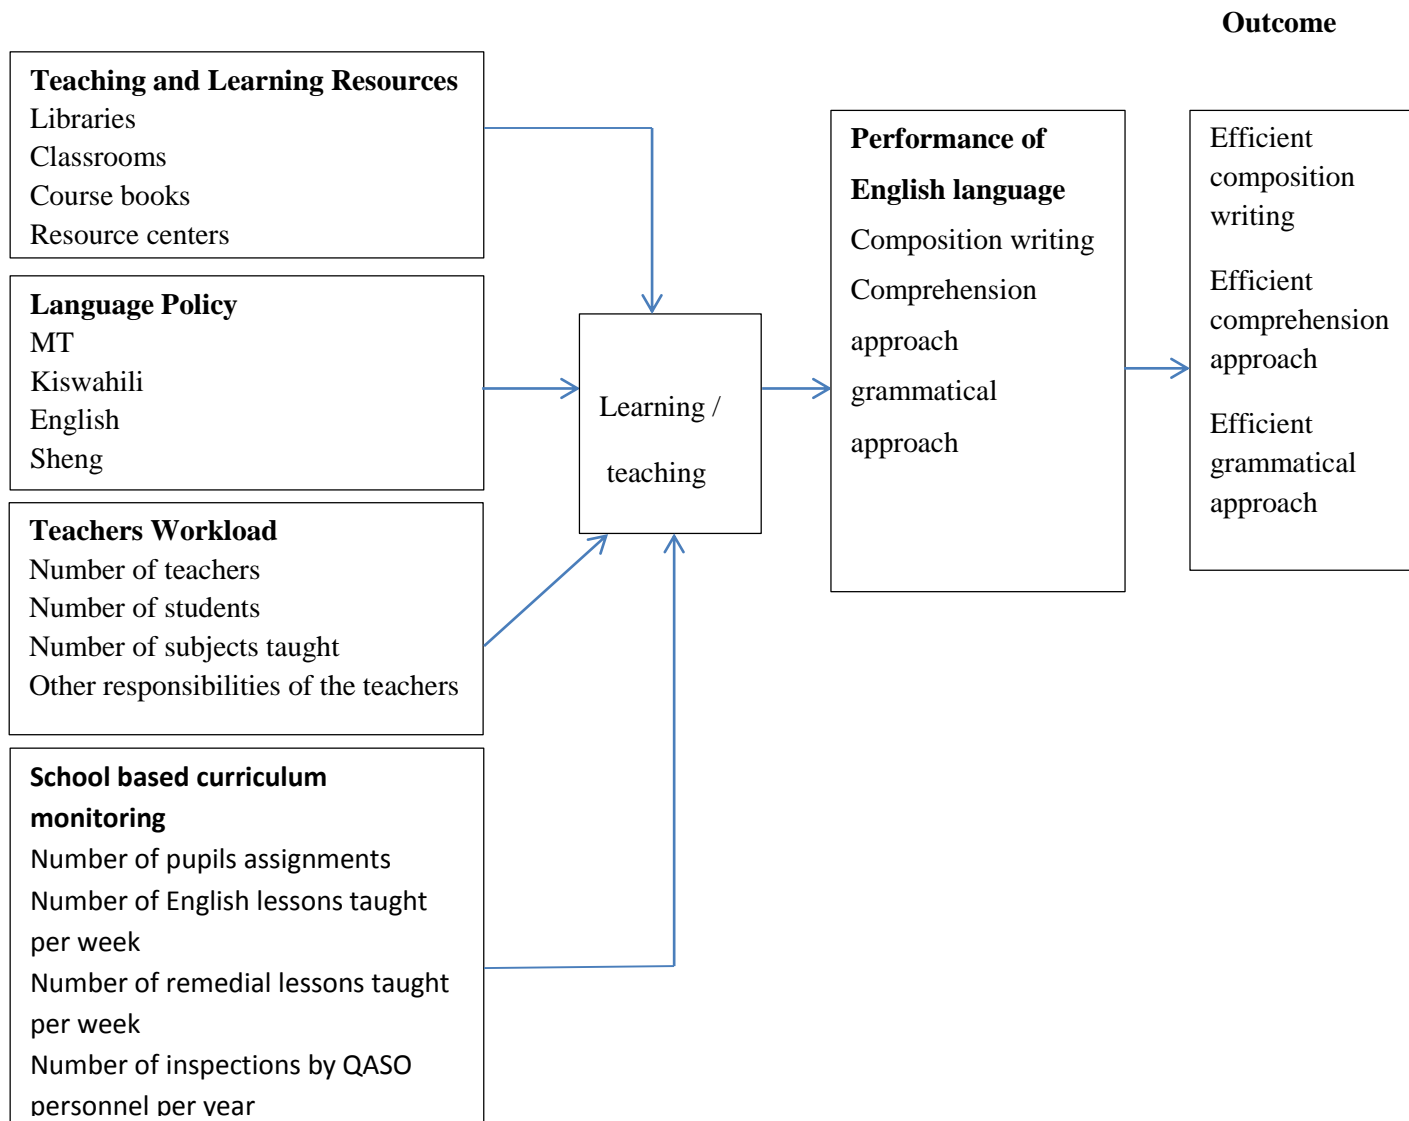 Outcome
Teaching and Learning Resources
Libraries
Classrooms
Course books
Resource centers
Language Policy
MT
Kiswahili
English
Sheng
Teachers Workload
Number of teachers
Number of students
Number of subjects taught
Other responsibilities of the teachers
School based curriculum
monitoring
Number of pupils assignments
Number of English lessons taught
per week
Number of remedial lessons taught
per week
Number of inspections by QASO
personnel per year
Learning /
teaching
Performance of
English language
Composition writing
Comprehension
approach
grammatical
approach
Efficient
composition
writing
Efficient
comprehension
approach
Efficient
grammatical
approach